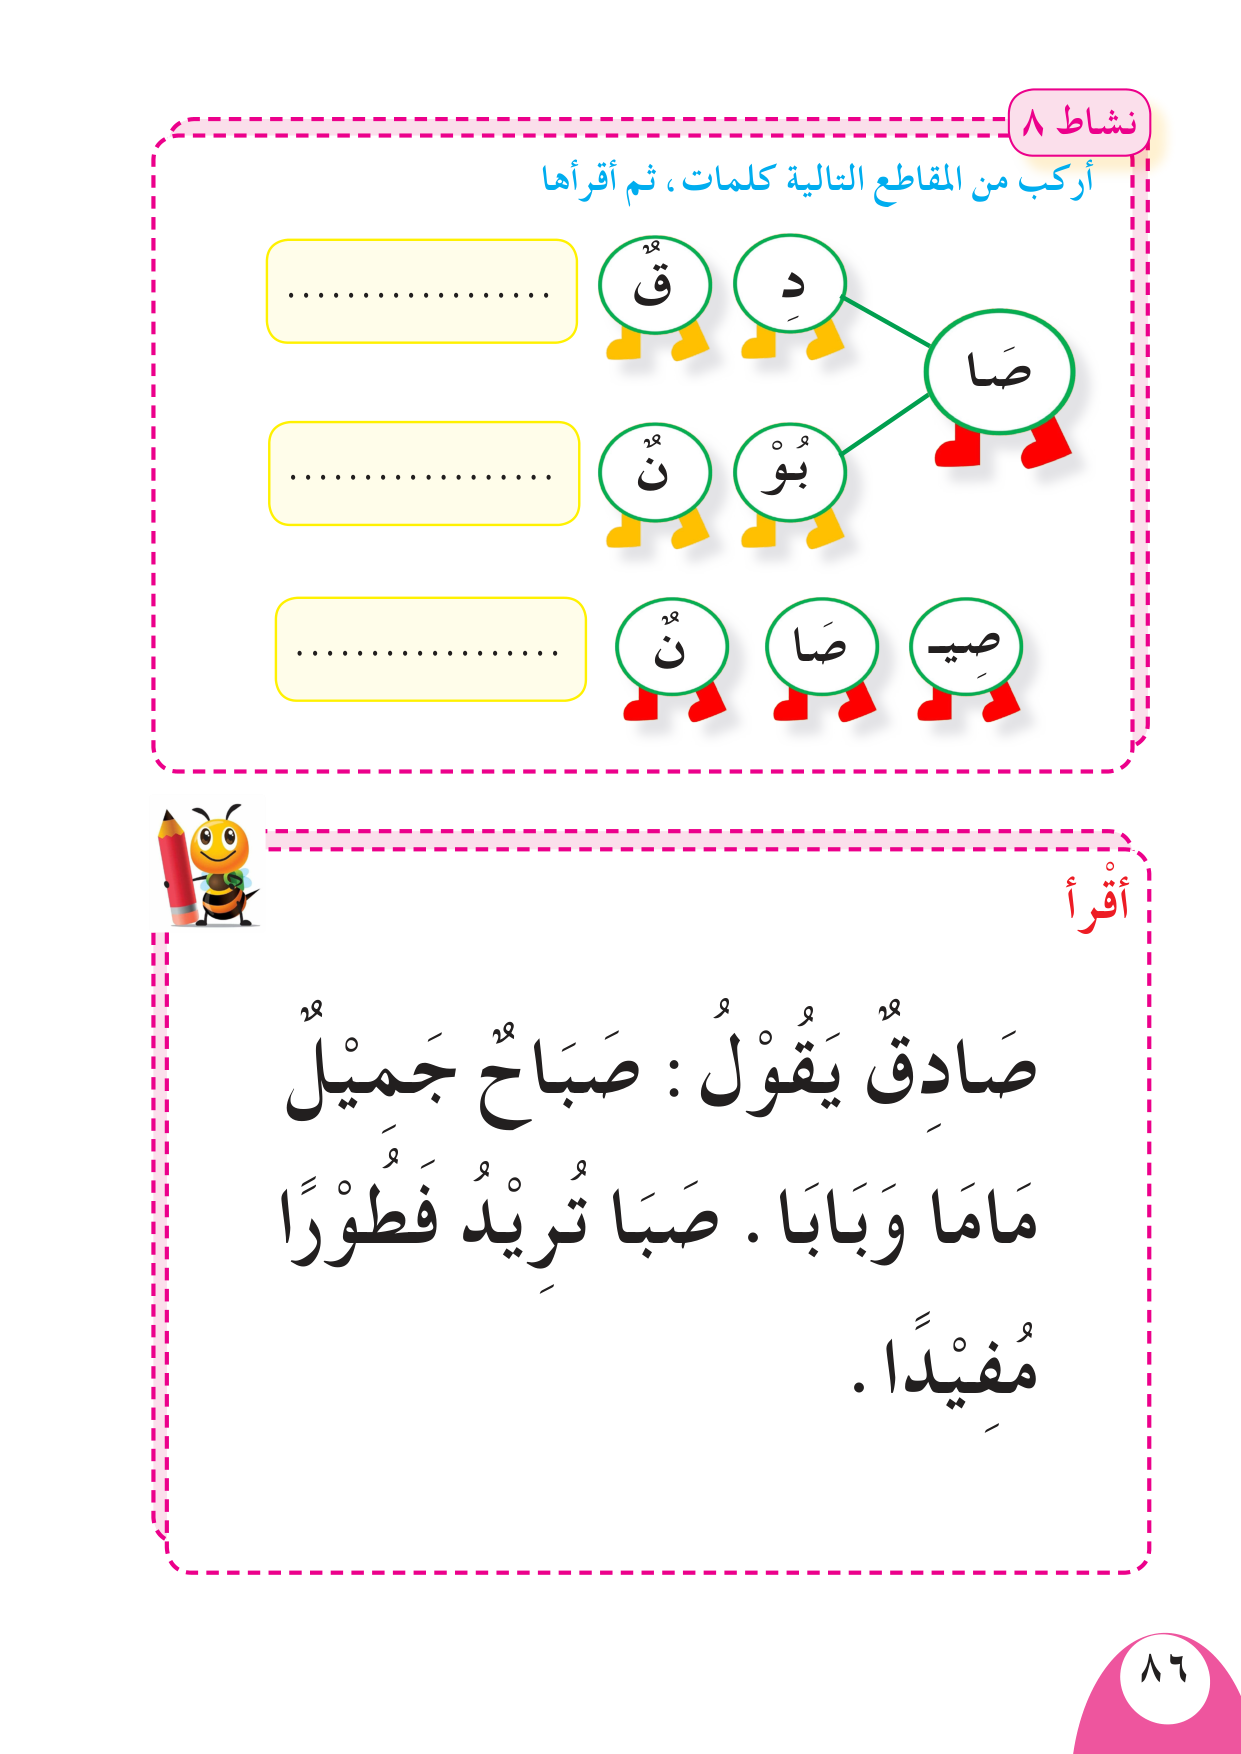 نشاط ٨
أركب من المقاطع التالية كلمات، ثم أقرأها
صَا
دِ قٌ ..................
بُوْ نٌ ..................
صِيـ صَا نٌ ..................
أقْرأ
صَادِقٌ يَقُوْلُ : صَبَاحٌ جَمِيْلٌ
مَامَا وَبَابَا . صَبَا تُرِيْدُ فَطُوْرًا
مُفِيْدًا .
٨٦